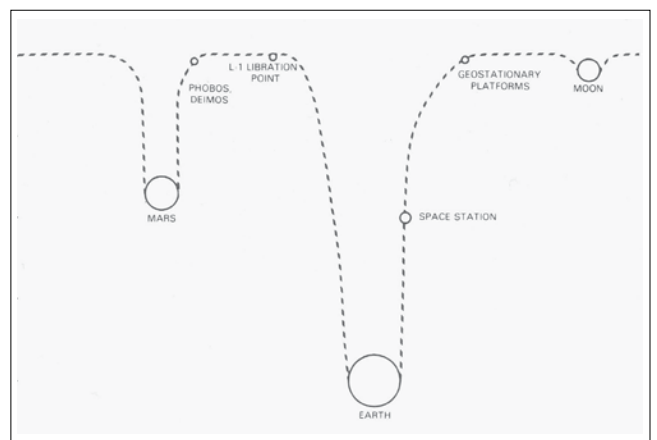 PHOBOS,
DEIMOS
L-1 LIBRATION
POINT
GEOSTATIONARY
PLATFORMS
MOON
MARS
SPACE STATION
EARTH